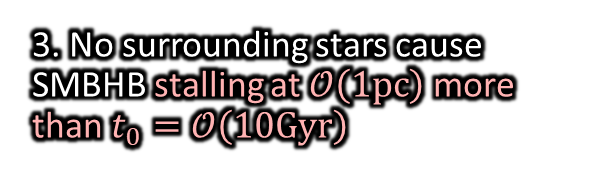 3. No surrounding stars cause
SMBHB stalling at 𝒪(1pc) more
than t₀ = 𝒪(10Gyr)